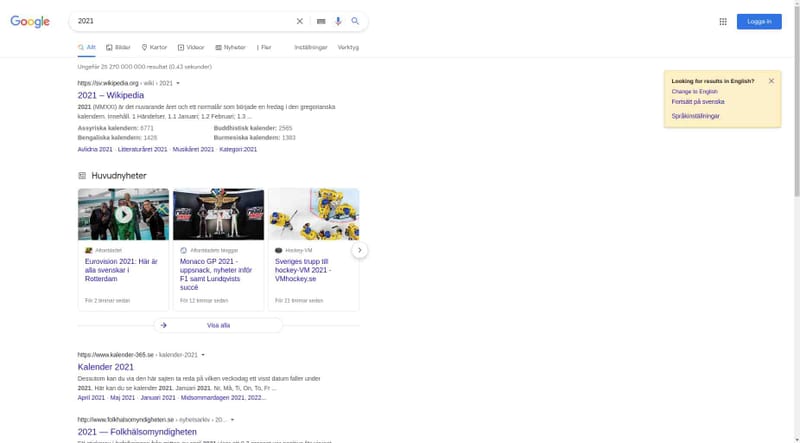 Google
2021
Logga in
Allt Bilder Kartor Videor Nyheter Fler Inställningar Verktyg
Ungefär 25 270 000 000 resultat (0,43 sekunder)
Looking for results in English?
Change to English
Fortsätt på svenska
Språkinställningar
https://sv.wikipedia.org › wiki › 2021
2021 – Wikipedia
2021 (MMXXI) är det nuvarande året och ett normalår som började en fredag i den gregorianska
kalendern. Innehåll. 1 Händelser. 1.1 Januari; 1.2 Februari; 1.3 ...
Assyriska kalendern: 6771 Buddhistisk kalender: 2565
Bengaliska kalendern: 1428 Burmesiska kalendern: 1383
Avlidna 2021 · Litteraturåret 2021 · Musikåret 2021 · Kategori:2021
Huvudnyheter
Aftonbladet
Eurovision 2021: Här är
alla svenskar i
Rotterdam
För 2 timmar sedan
Aftonbladets bloggar
Monaco GP 2021 -
uppsnack, nyheter inför
F1 samt Lundqvists
succé
För 12 timmar sedan
Hockey-VM
Sveriges trupp till
hockey-VM 2021 -
VMhockey.se
För 21 timmar sedan
Visa alla
https://www.kalender-365.se › kalender-2021
Kalender 2021
Dessutom kan du via den här sajten ta reda på vilken veckodag ett visst datum faller under
2021. Här kan du se kalender 2021. Januari 2021. Nr, Må, Ti, On, To, Fr ...
April 2021 · Maj 2021 · Januari 2021 · Midsommardagen 2021, 2022...
http://www.folkhalsomyndigheten.se › nyhetsarkiv › 20...
2021 — Folkhälsomyndigheten